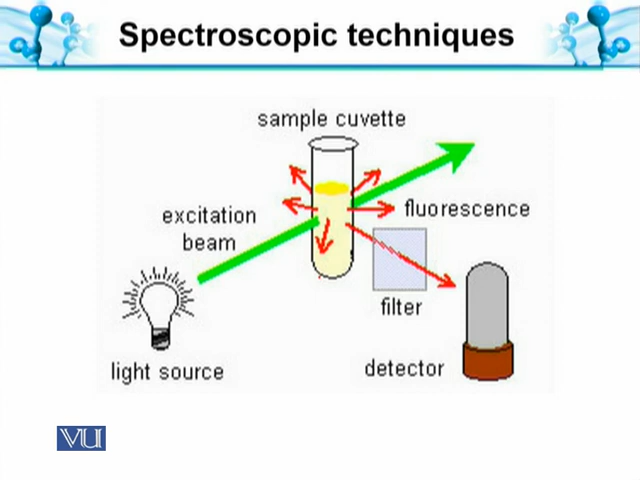 Spectroscopic techniques
sample cuvette
excitation
beam
fluorescence
filter
light source
detector
VU